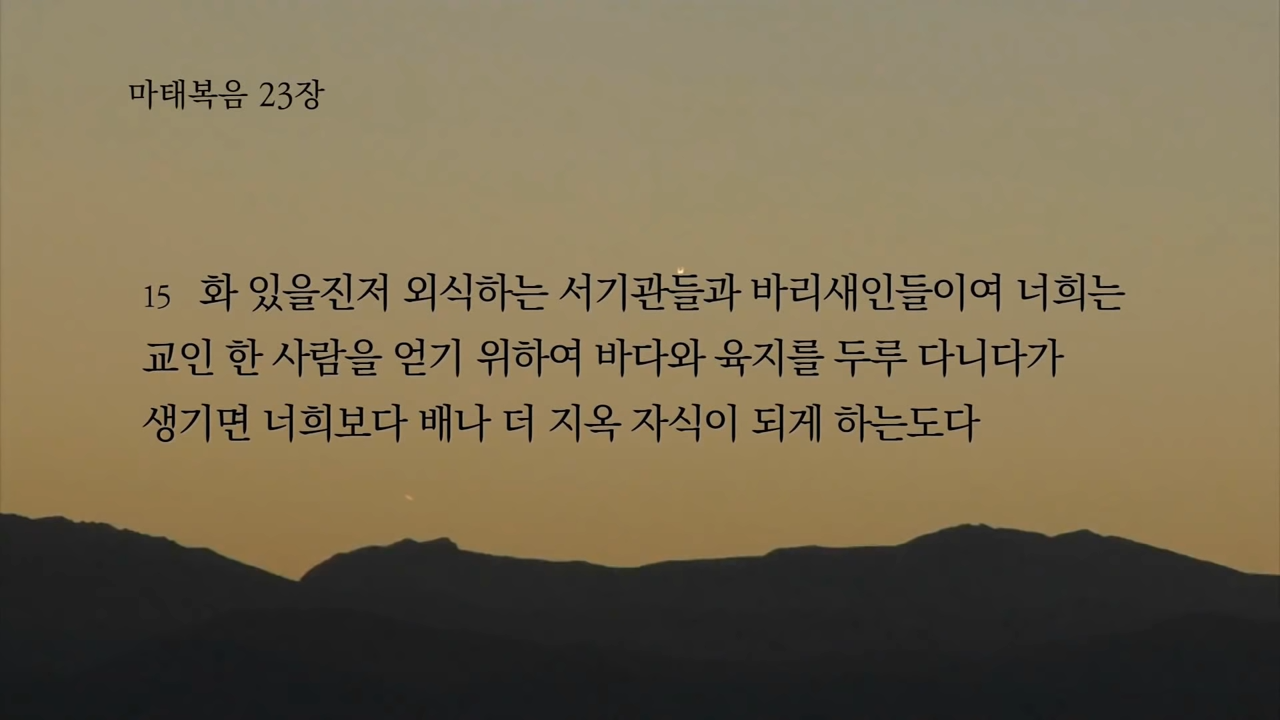 마태복음 23장
15 화 있을진저 외식하는 서기관들과 바리새인들이여 너희는
교인 한 사람을 얻기 위하여 바다와 육지를 두루 다니다가
생기면 너희보다 배나 더 지옥 자식이 되게 하는도다